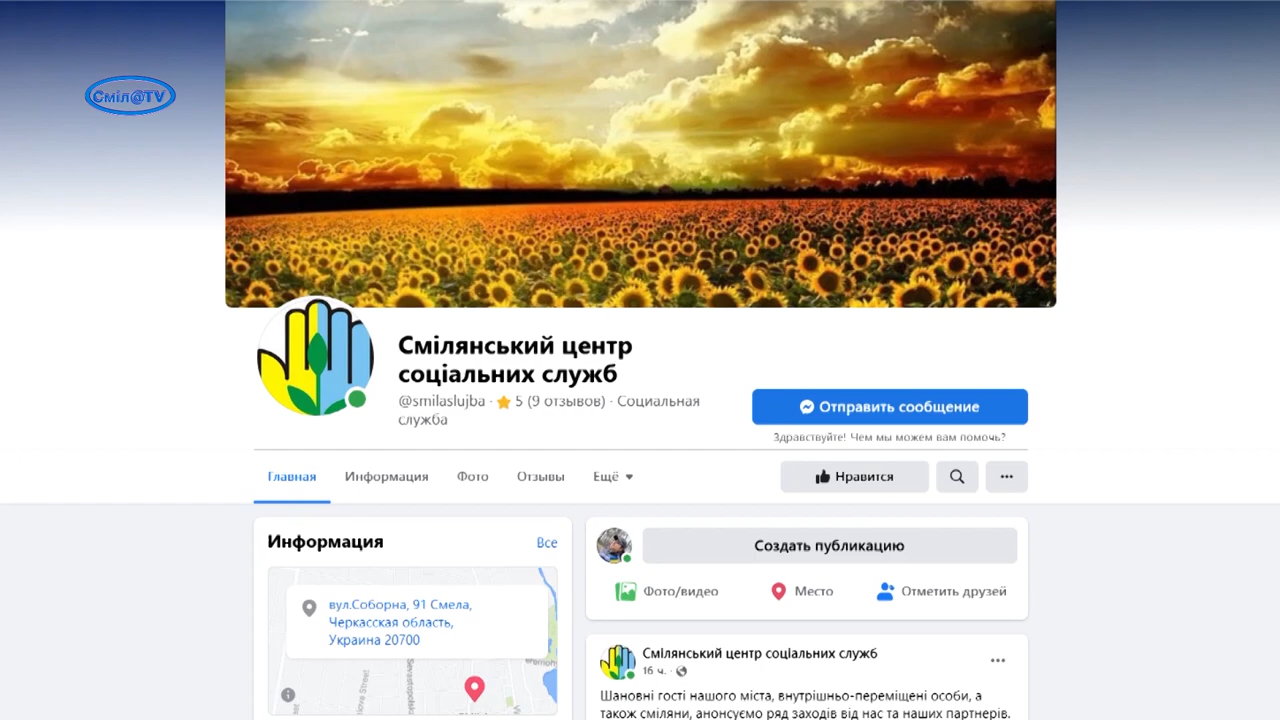 Сміл@TV
Смілянський центр
соціальних служб
@smilaslujba · 5 (9 отзывов) · Социальная
служба
Отправить сообщение
Здравствуйте! Чем мы можем вам помочь?
Главная Информация Фото Отзывы Ещё
Нравится
Информация Все
вул.Соборна, 91 Смела,
Черкасская область,
Украина 20700
Создать публикацию
Фото/видео Место Отметить друзей
Смілянський центр соціальних служб
16 ч. ·
Шановні гості нашого міста, внутрішньо-переміщені особи, а
також сміляни, анонсуємо ряд заходів від нас та наших партнерів.